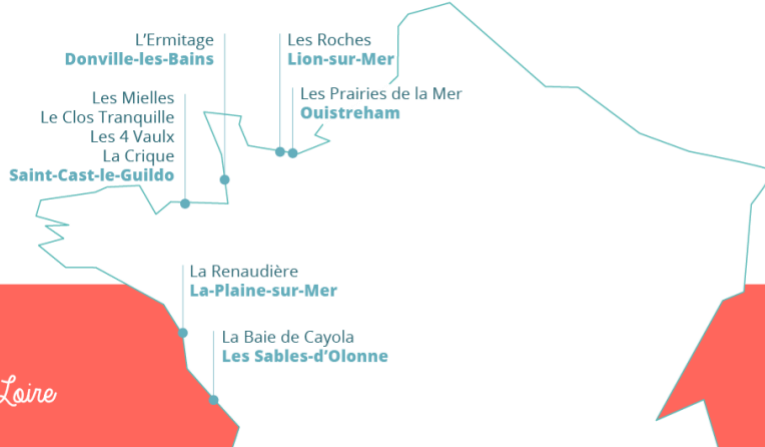 L’Ermitage
Donville-les-Bains
Les Roches
Lion-sur-Mer
Les Mielles
Le Clos Tranquille
Les 4 Vaulx
La Crique
Saint-Cast-le-Guildo
Les Prairies de la Mer
Ouistreham
La Renaudière
La-Plaine-sur-Mer
La Baie de Cayola
Les Sables-d’Olonne
Loire